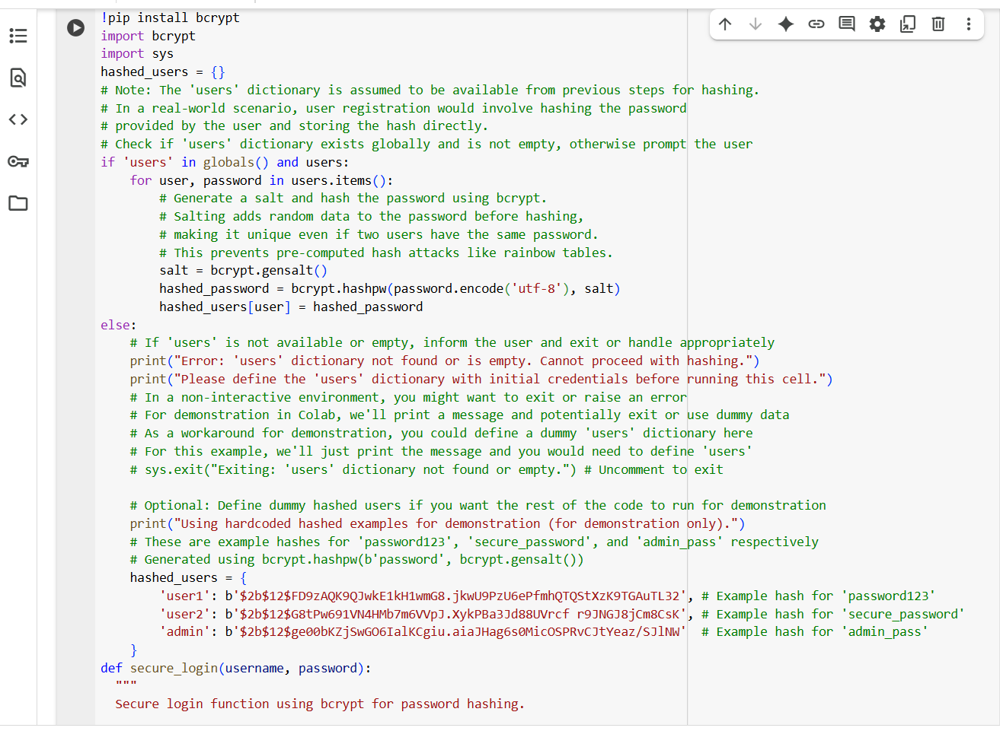 !pip install bcrypt
import bcrypt
import sys
hashed_users = {}
# Note: The 'users' dictionary is assumed to be available from previous steps for hashing.
# In a real-world scenario, user registration would involve hashing the password
# provided by the user and storing the hash directly.
# Check if 'users' dictionary exists globally and is not empty, otherwise prompt the user
if 'users' in globals() and users:
    for user, password in users.items():
        # Generate a salt and hash the password using bcrypt.
        # Salting adds random data to the password before hashing,
        # making it unique even if two users have the same password.
        # This prevents pre-computed hash attacks like rainbow tables.
        salt = bcrypt.gensalt()
        hashed_password = bcrypt.hashpw(password.encode('utf-8'), salt)
        hashed_users[user] = hashed_password
else:
    # If 'users' is not available or empty, inform the user and exit or handle appropriately
    print("Error: 'users' dictionary not found or is empty. Cannot proceed with hashing.")
    print("Please define the 'users' dictionary with initial credentials before running this cell.")
    # In a non-interactive environment, you might want to exit or raise an error
    # For demonstration in Colab, we'll print a message and potentially exit or use dummy data
    # As a workaround for demonstration, you could define a dummy 'users' dictionary here
    # For this example, we'll just print the message and you would need to define 'users'
    # sys.exit("Exiting: 'users' dictionary not found or empty.") # Uncomment to exit

    # Optional: Define dummy hashed users if you want the rest of the code to run for demonstration
    print("Using hardcoded hashed examples for demonstration (for demonstration only).")
    # These are example hashes for 'password123', 'secure_password', and 'admin_pass' respectively
    # Generated using bcrypt.hashpw(b'password', bcrypt.gensalt())
    hashed_users = {
        'user1': b'$2b$12$FD9zAQK9QJwkE1kH1wmG8.jkwU9PzU6ePfmhQTQStXzK9TGAuTL32', # Example hash for 'password123'
        'user2': b'$2b$12$G8tPw691VN4HMb7m6VVpJ.XykPBa3Jd88UVrcf r9JNGJ8jCm8CsK', # Example hash for 'secure_password'
        'admin': b'$2b$12$ge00bKZjSwGO6IalKCgiu.aiaJHag6s0MicOSPRvCJtYeaz/SJlNW'  # Example hash for 'admin_pass'
    }
def secure_login(username, password):
  """
  Secure login function using bcrypt for password hashing.